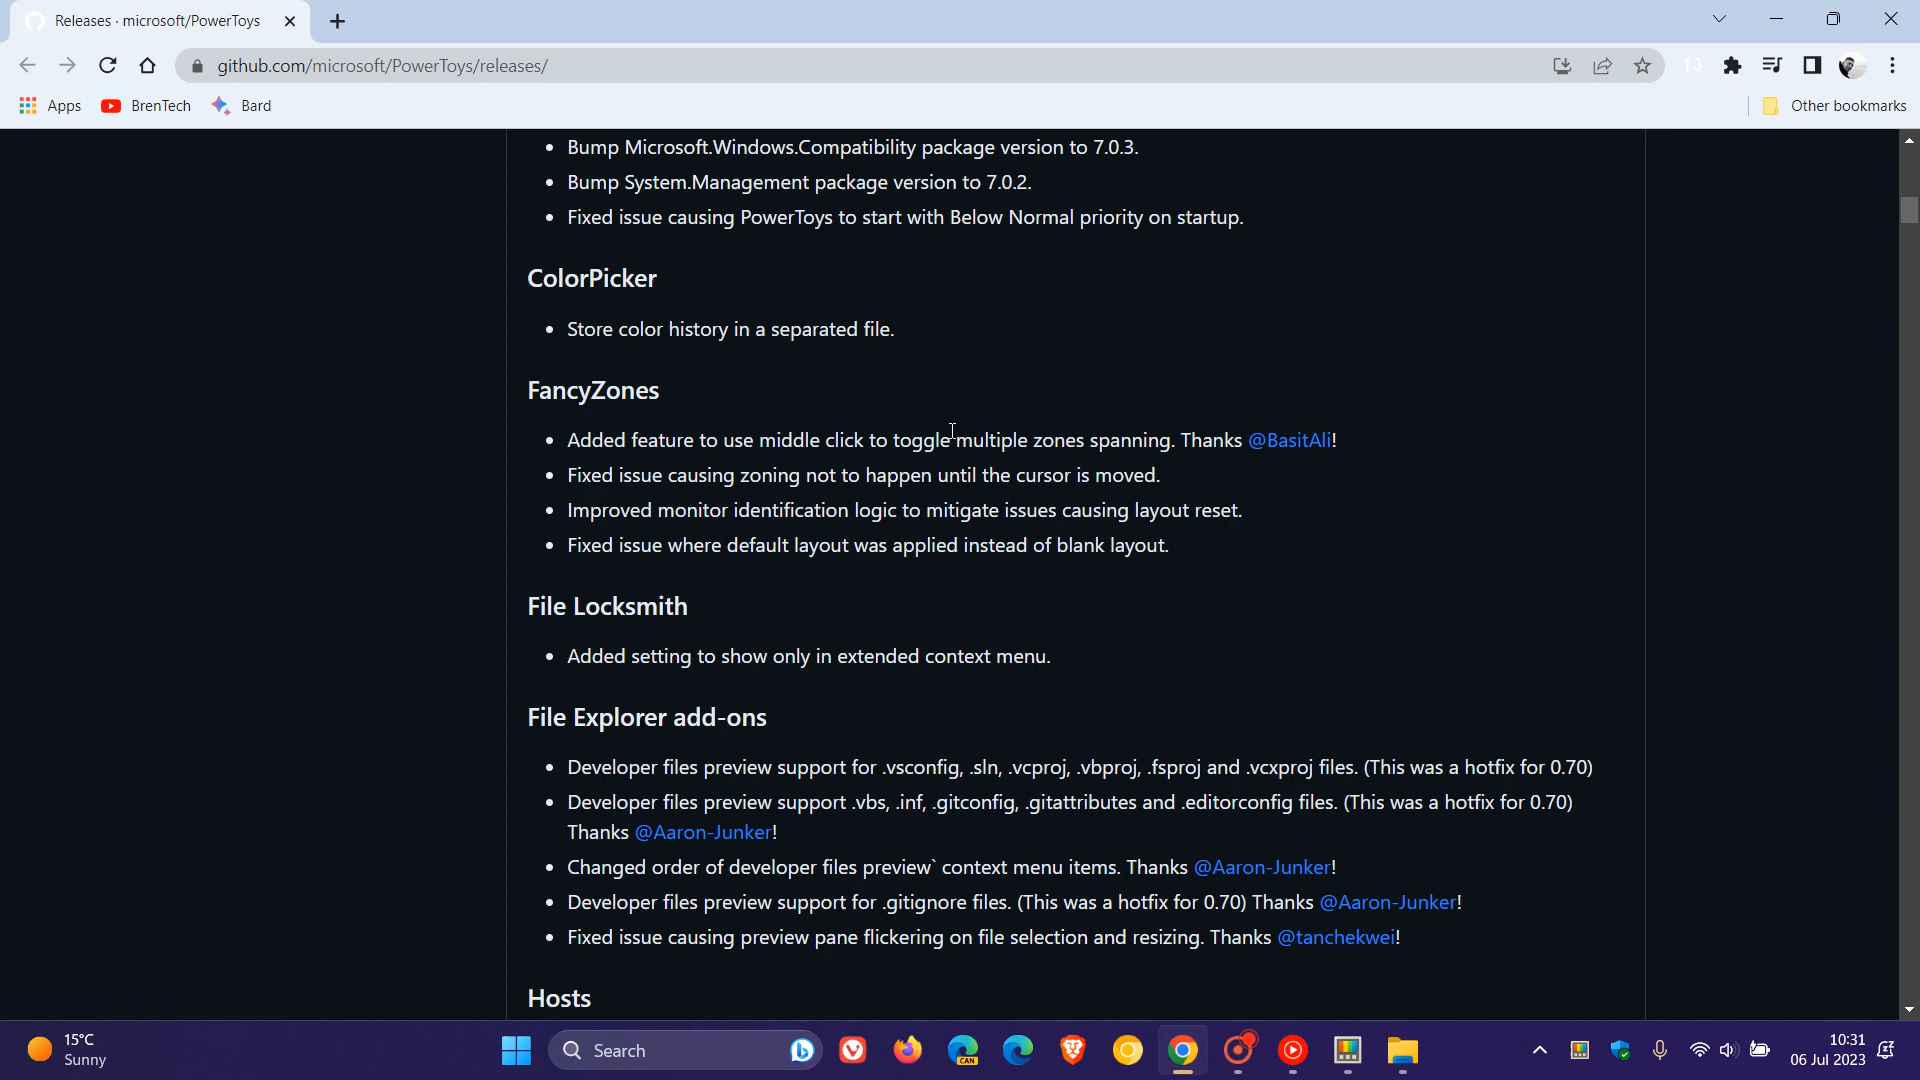 Releases · microsoft/PowerToys
github.com/microsoft/PowerToys/releases/
13
Apps
BrenTech
Bard
Other bookmarks
• Bump Microsoft.Windows.Compatibility package version to 7.0.3.
• Bump System.Management package version to 7.0.2.
• Fixed issue causing PowerToys to start with Below Normal priority on startup.
ColorPicker
• Store color history in a separated file.
FancyZones
• Added feature to use middle click to toggle multiple zones spanning. Thanks @BasitAli!
• Fixed issue causing zoning not to happen until the cursor is moved.
• Improved monitor identification logic to mitigate issues causing layout reset.
• Fixed issue where default layout was applied instead of blank layout.
File Locksmith
• Added setting to show only in extended context menu.
File Explorer add-ons
• Developer files preview support for .vsconfig, .sln, .vcproj, .vbproj, .fsproj and .vcxproj files. (This was a hotfix for 0.70)
• Developer files preview support .vbs, .inf, .gitconfig, .gitattributes and .editorconfig files. (This was a hotfix for 0.70)
Thanks @Aaron-Junker!
• Changed order of developer files preview` context menu items. Thanks @Aaron-Junker!
• Developer files preview support for .gitignore files. (This was a hotfix for 0.70) Thanks @Aaron-Junker!
• Fixed issue causing preview pane flickering on file selection and resizing. Thanks @tanchekwei!
Hosts
15°C
Sunny
Search
CAN
10:31
06 Jul 2023